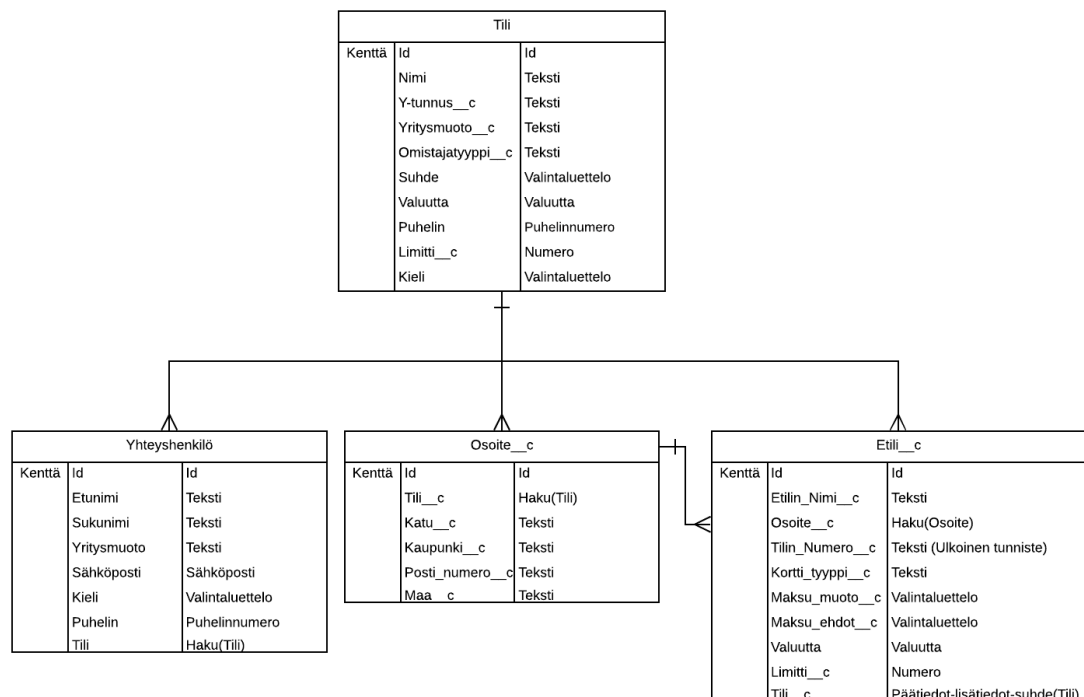 Tili
Kenttä Id Id
Nimi Teksti
Y-tunnus__c Teksti
Yritysmuoto__c Teksti
Omistajatyyppi__c Teksti
Suhde Valintaluettelo
Valuutta Valuutta
Puhelin Puhelinnumero
Limitti__c Numero
Kieli Valintaluettelo
Yhteyshenkilö
Kenttä Id Id
Etunimi Teksti
Sukunimi Teksti
Yritysmuoto Teksti
Sähköposti Sähköposti
Kieli Valintaluettelo
Puhelin Puhelinnumero
Tili Haku(Tili)
Osoite__c
Kenttä Id Id
Tili__c Haku(Tili)
Katu__c Teksti
Kaupunki__c Teksti
Posti_numero__c Teksti
Maa__c Teksti
Etili__c
Kenttä Id Id
Etilin_Nimi__c Teksti
Osoite__c Haku(Osoite)
Tilin_Numero__c Teksti (Ulkoinen tunniste)
Kortti_tyyppi__c Teksti
Maksu_muoto__c Valintaluettelo
Maksu_ehdot__c Valintaluettelo
Valuutta Valuutta
Limitti__c Numero
Tili__c Päätiedot-lisätiedot-suhde(Tili)